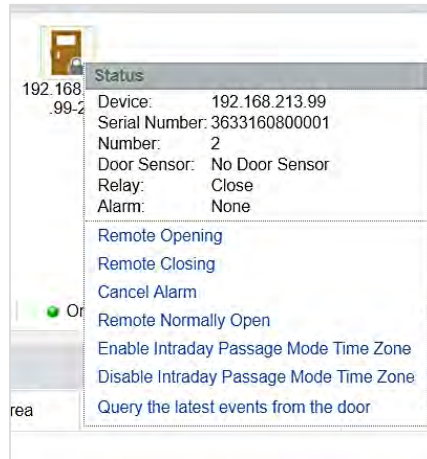 192.168.
.99-2
Status
Device: 192.168.213.99
Serial Number: 3633160800001
Number: 2
Door Sensor: No Door Sensor
Relay: Close
Alarm: None
Remote Opening
Remote Closing
Cancel Alarm
Remote Normally Open
Enable Intraday Passage Mode Time Zone
Disable Intraday Passage Mode Time Zone
Query the latest events from the door
Or
rea